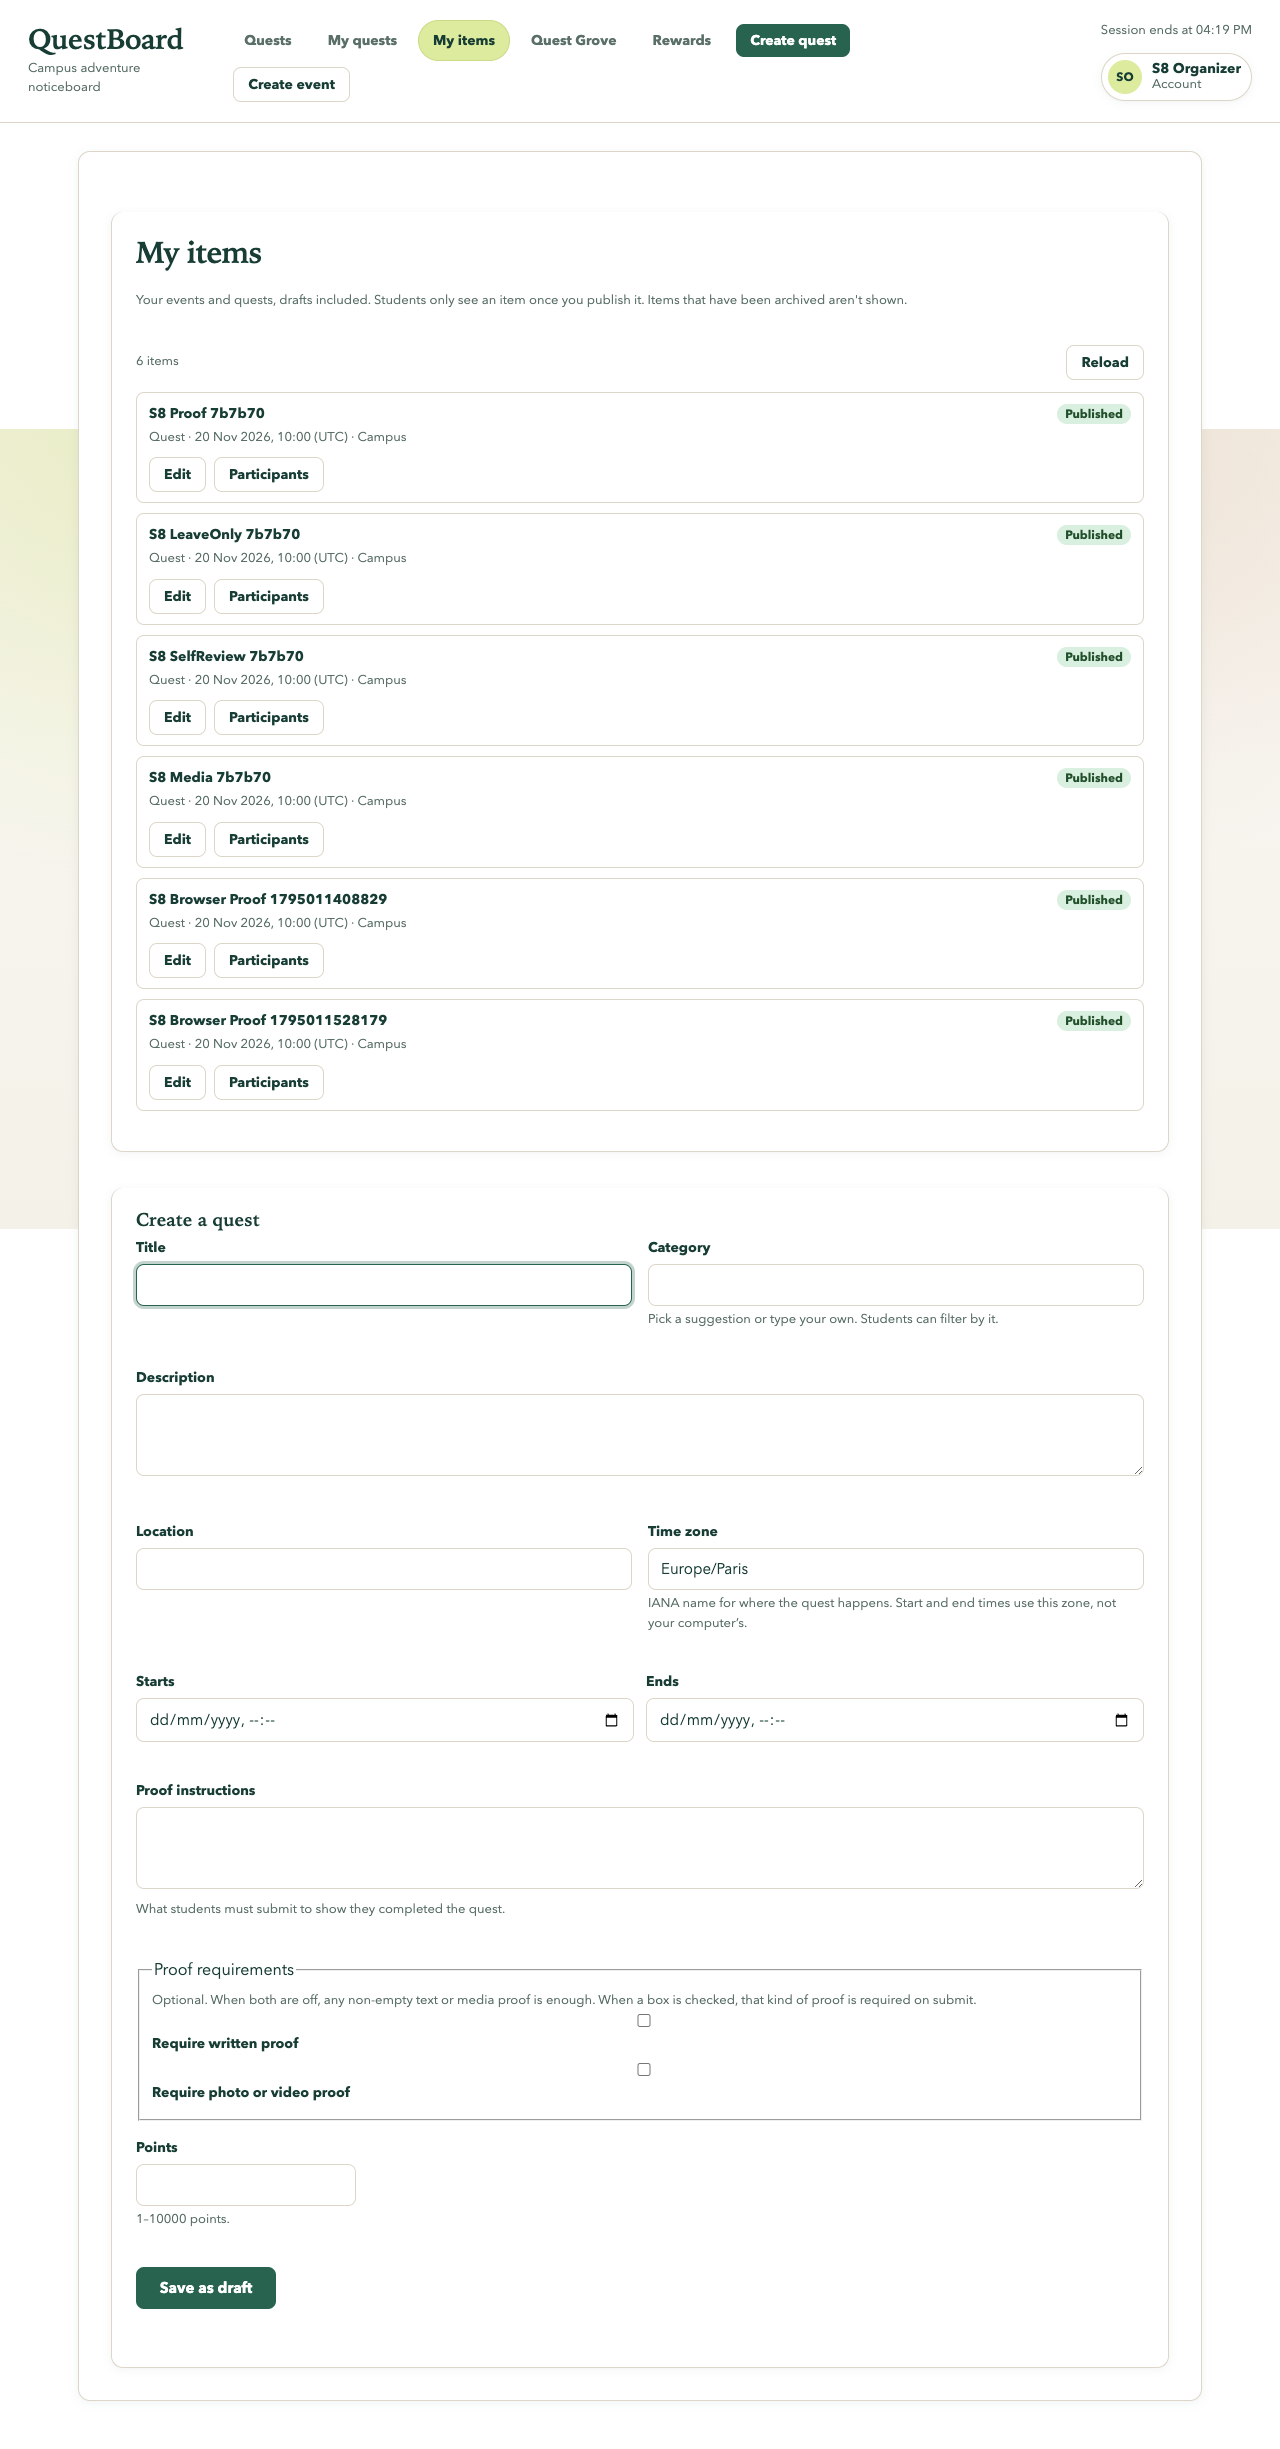 QuestBoard
Campus adventure
noticeboard
Quests
My quests
My items
Quest Grove
Rewards
Create quest
Create event
Session ends at 04:19 PM
SO
S8 Organizer
Account
My items
Your events and quests, drafts included. Students only see an item once you publish it. Items that have been archived aren't shown.
6 items
Reload
S8 Proof 7b7b70
Published
Quest · 20 Nov 2026, 10:00 (UTC) · Campus
Edit
Participants
S8 LeaveOnly 7b7b70
Published
Quest · 20 Nov 2026, 10:00 (UTC) · Campus
Edit
Participants
S8 SelfReview 7b7b70
Published
Quest · 20 Nov 2026, 10:00 (UTC) · Campus
Edit
Participants
S8 Media 7b7b70
Published
Quest · 20 Nov 2026, 10:00 (UTC) · Campus
Edit
Participants
S8 Browser Proof 1795011408829
Published
Quest · 20 Nov 2026, 10:00 (UTC) · Campus
Edit
Participants
S8 Browser Proof 1795011528179
Published
Quest · 20 Nov 2026, 10:00 (UTC) · Campus
Edit
Participants
Create a quest
Title
Category
Pick a suggestion or type your own. Students can filter by it.
Description
Location
Time zone
Europe/Paris
IANA name for where the quest happens. Start and end times use this zone, not
your computer’s.
Starts
Ends
dd/mm/yyyy, --:--
dd/mm/yyyy, --:--
Proof instructions
What students must submit to show they completed the quest.
Proof requirements
Optional. When both are off, any non-empty text or media proof is enough. When a box is checked, that kind of proof is required on submit.
Require written proof
Require photo or video proof
Points
1–10000 points.
Save as draft